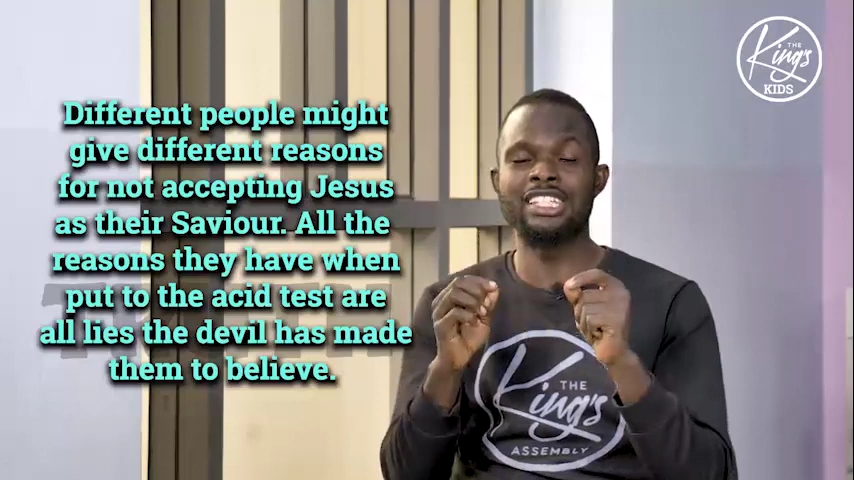 THE
King's
KIDS
Different people might
give different reasons
for not accepting Jesus
as their Saviour. All the
reasons they have when
put to the acid test are
all lies the devil has made
them to believe.
THE
King's
ASSEMBLY